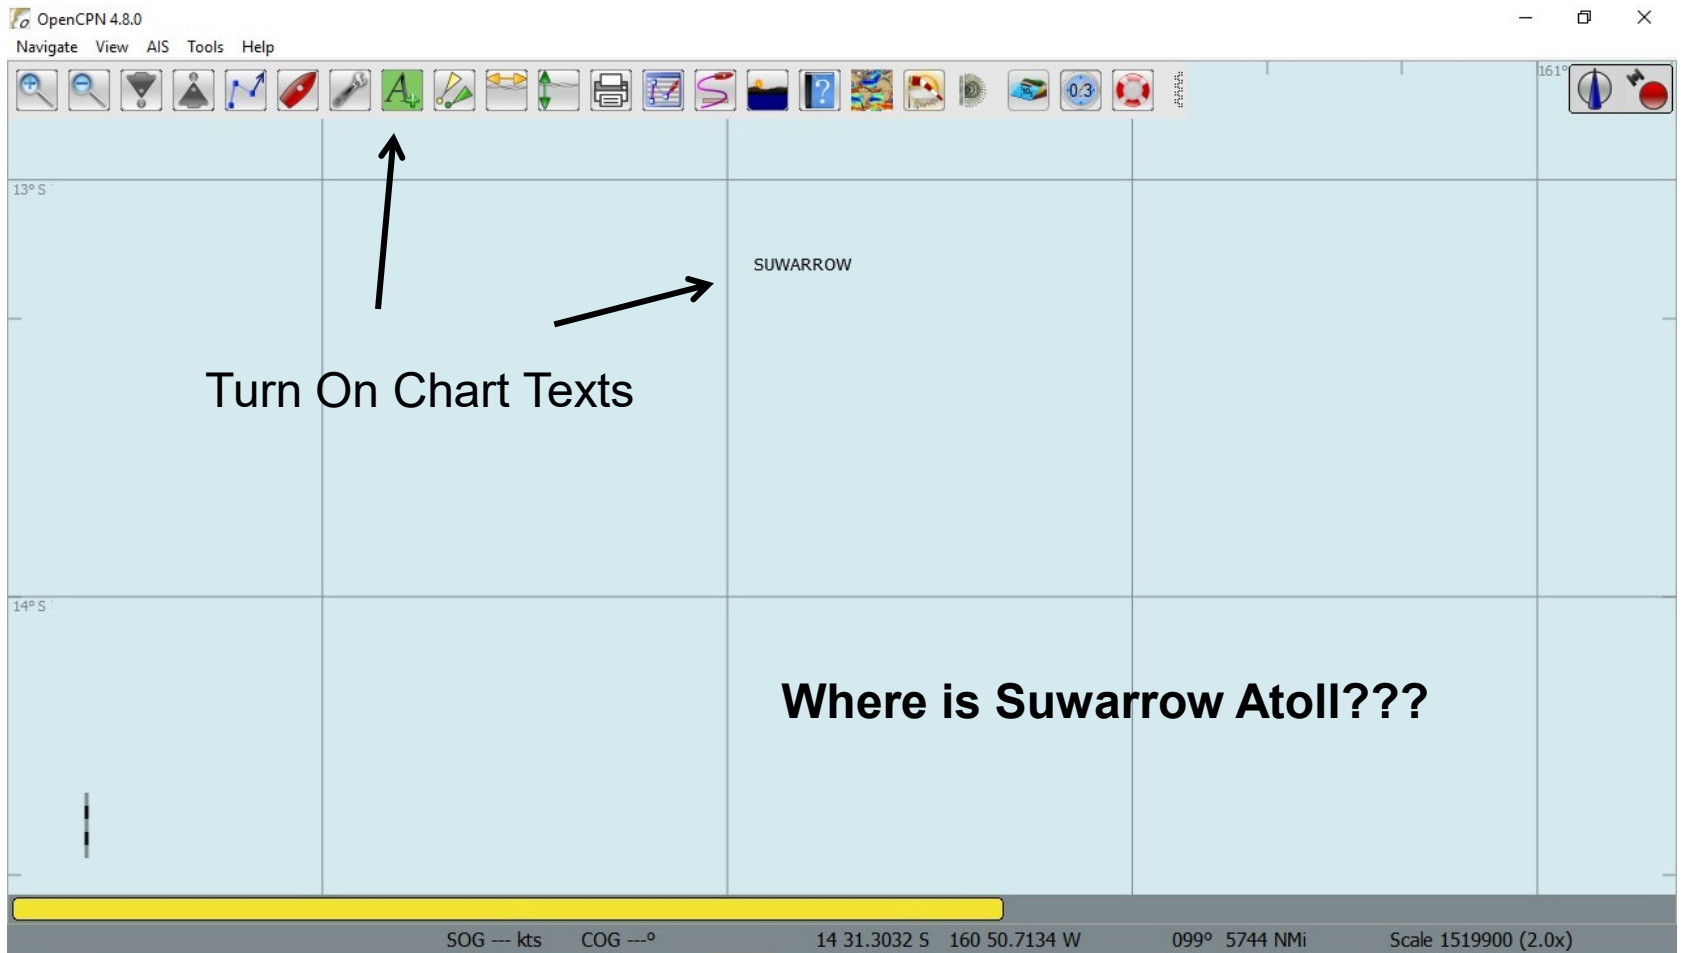 OpenCPN 4.8.0
Navigate View AIS Tools Help
161°
13° S
SUWARROW
Turn On Chart Texts
14° S
Where is Suwarrow Atoll???
SOG --- kts COG ---° 14 31.3032 S 160 50.7134 W 099° 5744 NMi Scale 1519900 (2.0x)